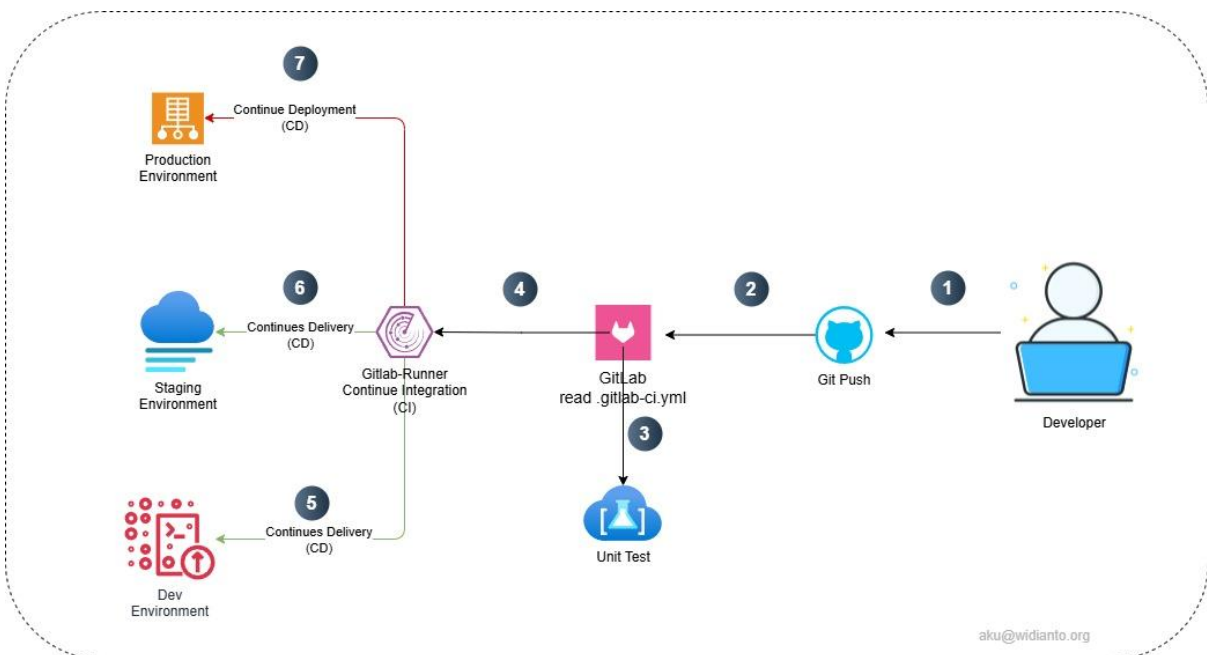 7
Continue Deployment
(CD)
Production
Environment
6
Continues Delivery
(CD)
Staging
Environment
4
2
1
Gitlab-Runner
Continue Integration
(CI)
GitLab
read .gitlab-ci.yml
Git Push
Developer
3
5
Continues Delivery
(CD)
Unit Test
Dev
Environment
aku@widianto.org